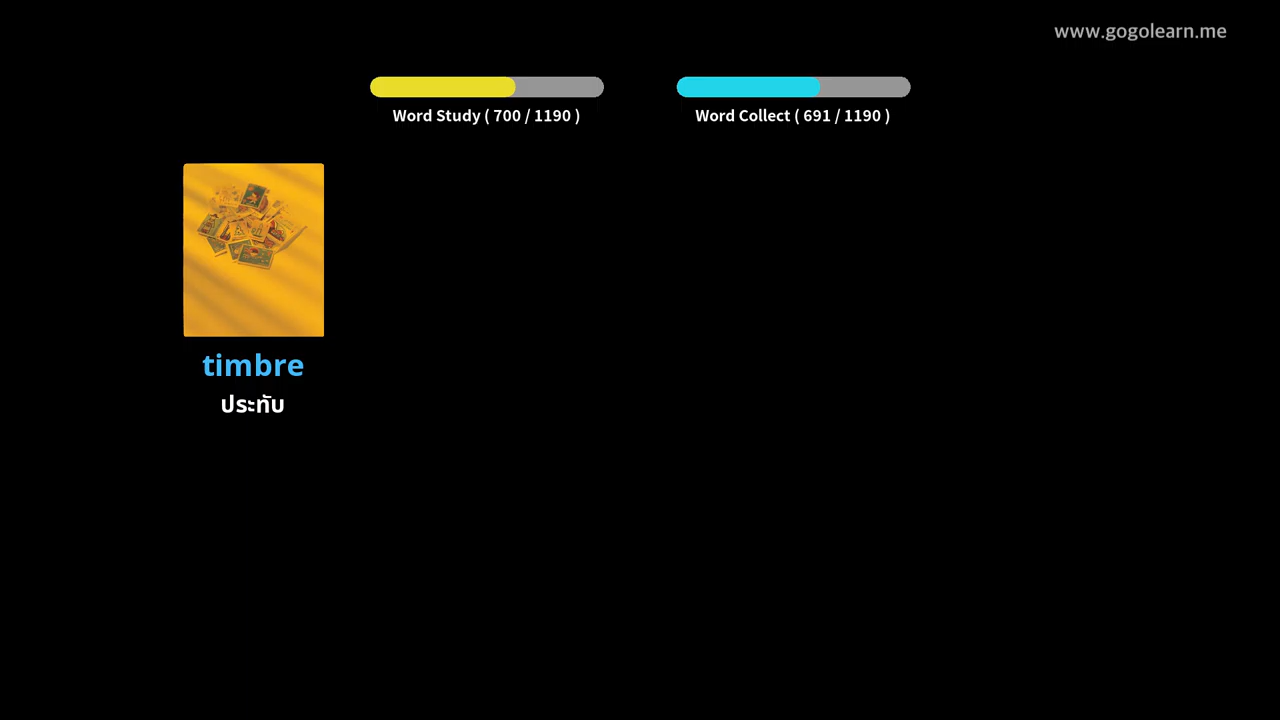 www.gogolearn.me
Word Study ( 700 / 1190 )
Word Collect ( 691 / 1190 )
timbre
ประทับ